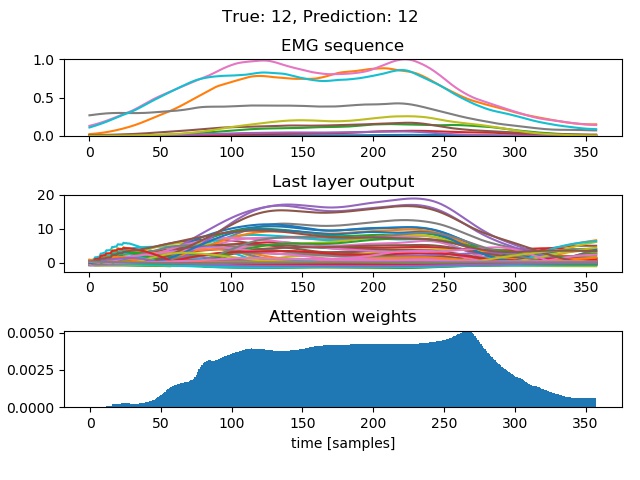 True: 12, Prediction: 12
EMG sequence
1.0
0.5
0.0
0 50 100 150 200 250 300 350
Last layer output
20
10
0
0 50 100 150 200 250 300 350
Attention weights
0.0050
0.0025
0.0000
0 50 100 150 200 250 300 350
time [samples]